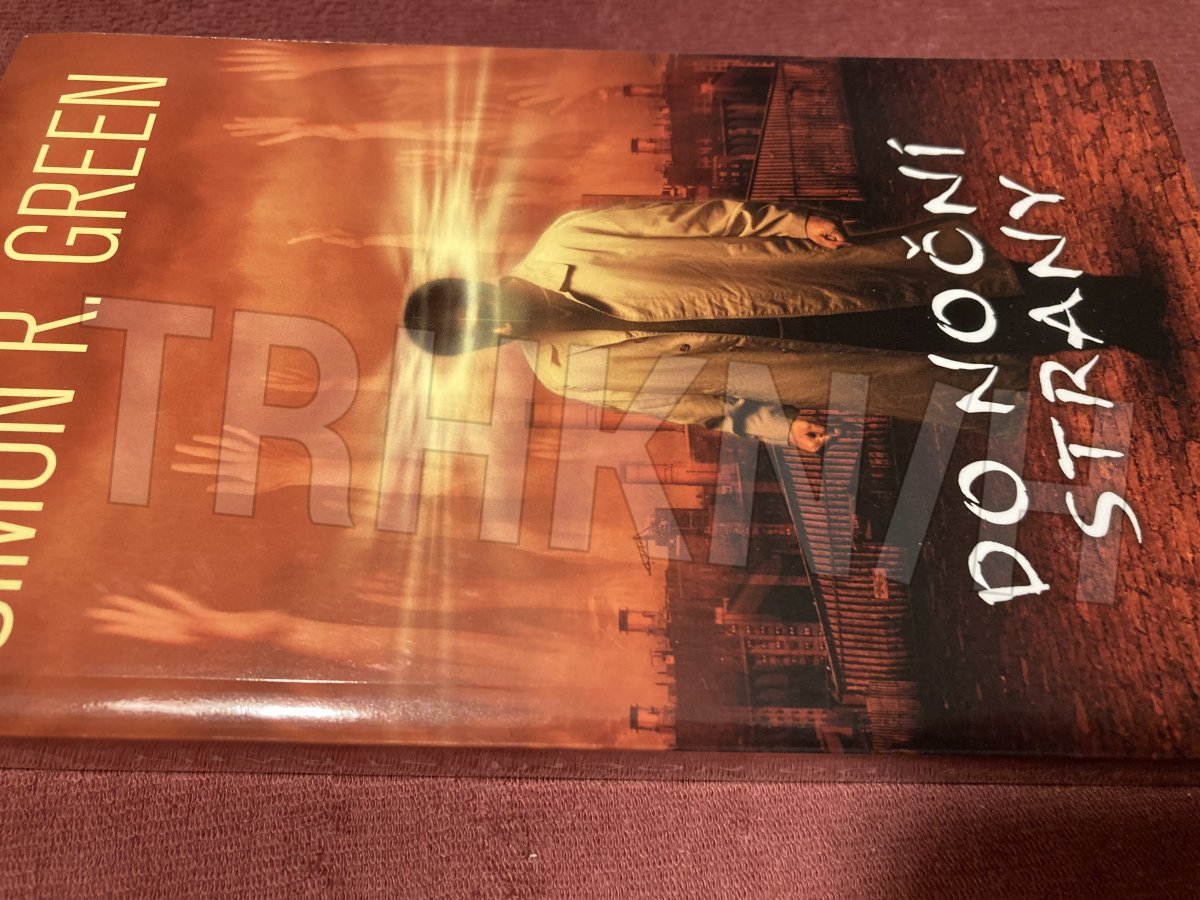 SIMON R. GREEN
DO NOČNÍ
STRANY
TRHKNIH